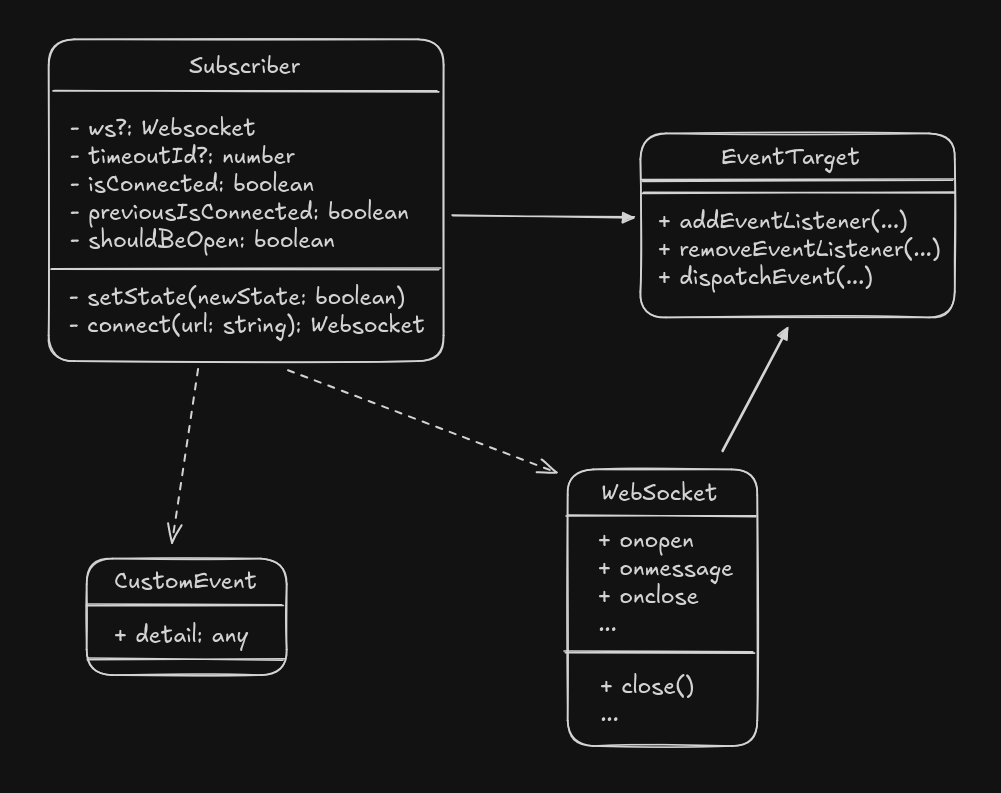 Subscriber
- ws?: Websocket
- timeoutId?: number
- isConnected: boolean
- previousIsConnected: boolean
- shouldBeOpen: boolean
- setState(newState: boolean)
- connect(url: string): Websocket
EventTarget
+ addEventListener(...)
+ removeEventListener(...)
+ dispatchEvent(...)
CustomEvent
+ detail: any
WebSocket
+ onopen
+ onmessage
+ onclose
...
+ close()
...